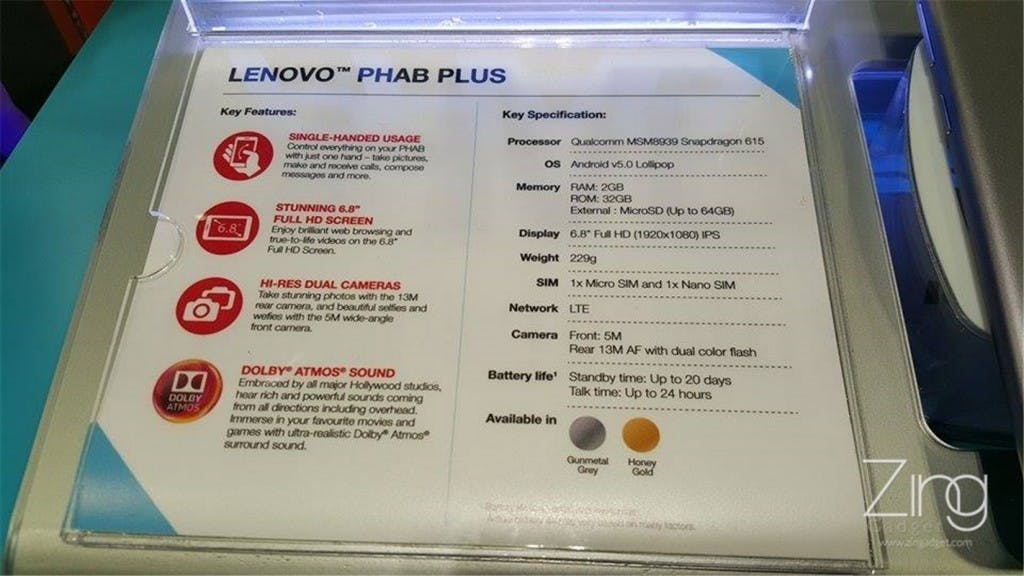 LENOVO™ PHAB PLUS
Key Features:
SINGLE-HANDED USAGE
Control everything on your PHAB
with just one hand – take pictures,
make and receive calls, compose
messages and more.
6.8
STUNNING 6.8"
FULL HD SCREEN
Enjoy brilliant web browsing and
true-to-life videos on the 6.8"
Full HD Screen.
HI-RES DUAL CAMERAS
Take stunning photos with the 13M
rear camera, and beautiful selfies and
wefies with the 5M wide-angle
front camera.
DOLBY
ATMOS
DOLBY® ATMOS® SOUND
Embraced by all major Hollywood studios,
hear rich and powerful sounds coming
from all directions including overhead.
Immerse in your favourite movies and
games with ultra-realistic Dolby® Atmos®
surround sound.
Key Specification:
Processor Qualcomm MSM8939 Snapdragon 615
OS Android v5.0 Lollipop
Memory RAM: 2GB
ROM: 32GB
External : MicroSD (Up to 64GB)
Display 6.8" Full HD (1920x1080) IPS
Weight 229g
SIM 1x Micro SIM and 1x Nano SIM
Network LTE
Camera Front: 5M
Rear 13M AF with dual color flash
Battery life¹ Standby time: Up to 20 days
Talk time: Up to 24 hours
Available in
Gunmetal
Grey
Honey
Gold
on many factors.
Zing
gadget
www.zingadget.com